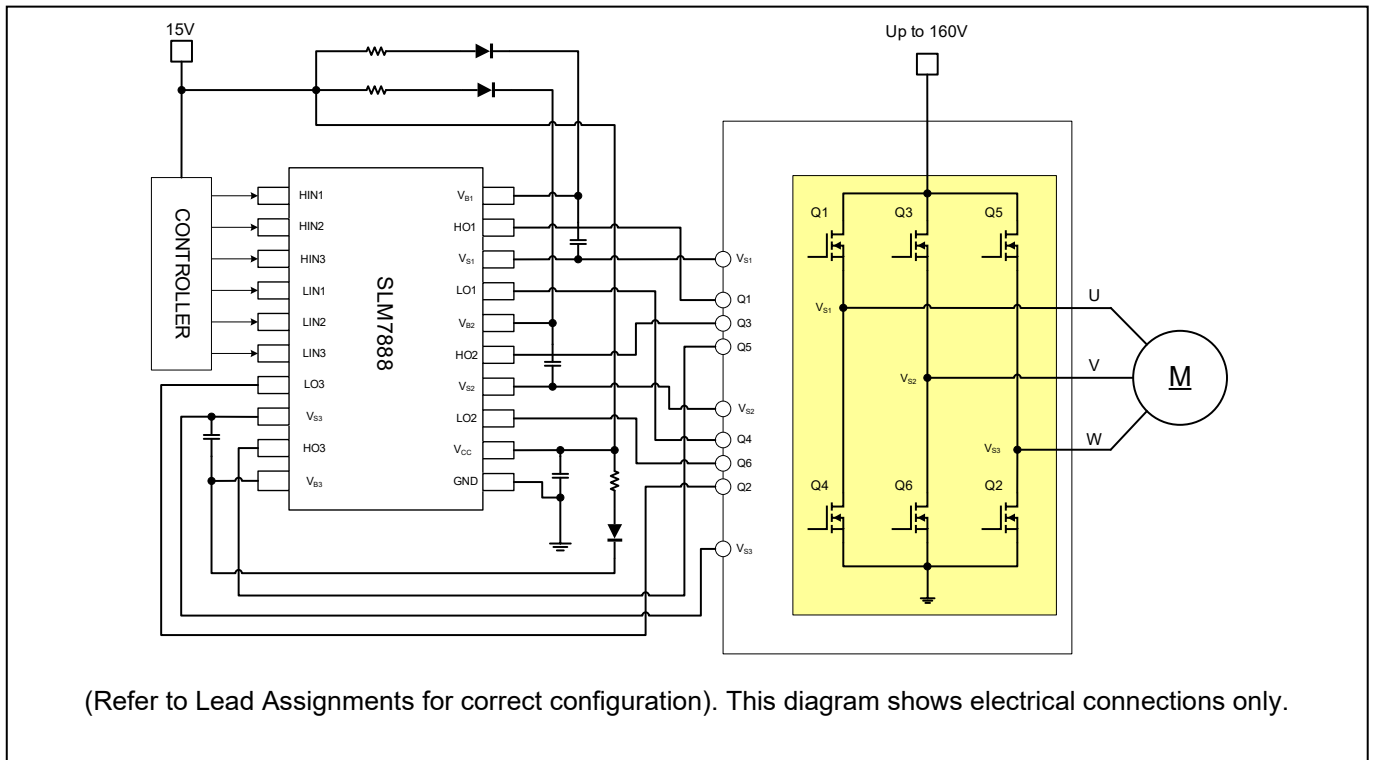 15V
Up to 160V
CONTROLLER
SLM7888
HIN1
HIN2
HIN3
LIN1
LIN2
LIN3
LO3
VS3
HO3
VB3
VB1
HO1
VS1
LO1
VB2
HO2
VS2
LO2
VCC
GND
VS1
Q1
Q3
Q5
VS2
Q4
Q6
Q2
VS3
Q1
Q3
Q5
VS1
VS2
VS3
Q4
Q6
Q2
U
V
W
M
(Refer to Lead Assignments for correct configuration). This diagram shows electrical connections only.